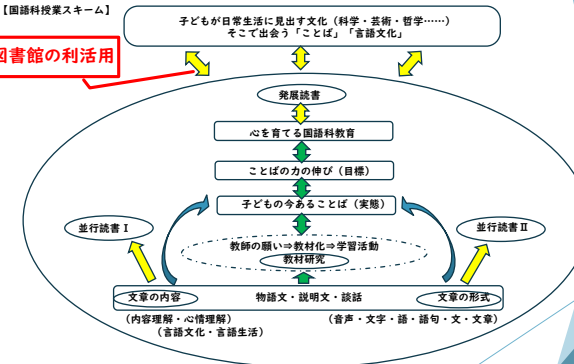 【国語科授業スキーム】
子どもが日常生活に見出す文化（科学・芸術・哲学……）
そこで出会う「ことば」「言語文化」
図書館の利活用
発展読書
心を育てる国語科教育
ことばの力の伸び（目標）
子どもの今あることば（実態）
並行読書Ⅰ
並行読書Ⅱ
教師の願い⇒教材化⇒学習活動
教材研究
文章の内容
物語文・説明文・談話
文章の形式
（内容理解・心情理解）
（音声・文字・語・語句・文・文章）
（言語文化・言語生活）